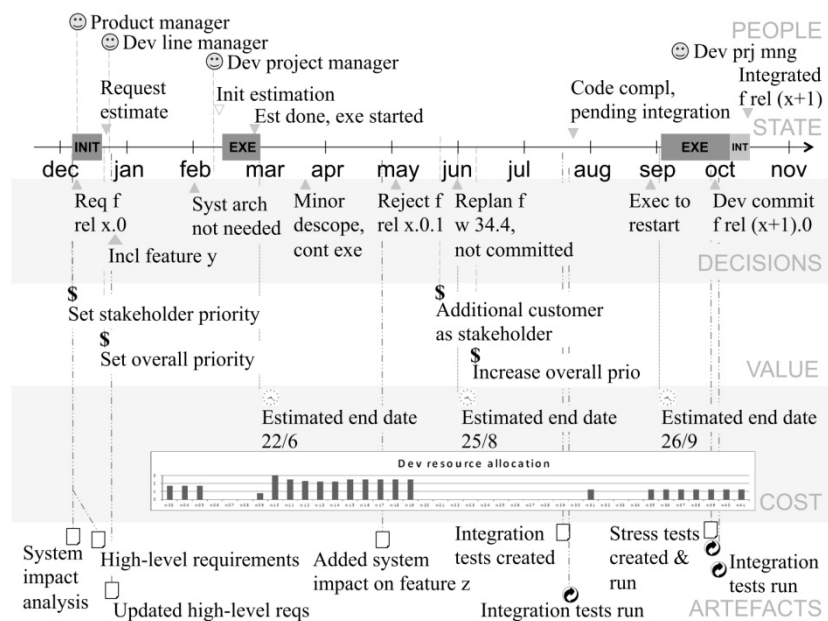 PEOPLE
Product manager
Dev line manager
Dev project manager
Dev prj mng
Request
estimate
Init estimation
Est done, exe started
Code compl,
pending integration
Integrated
f rel (x+1)
STATE
INIT
EXE
EXE
INT
dec
jan
feb
mar
apr
may
jun
jul
aug
sep
oct
nov
Req f
rel x.0
Incl feature y
Syst arch
not needed
Minor
descope,
cont exe
Reject f
rel x.0.1
Replan f
w 34.4,
not committed
Exec to
restart
Dev commit
f rel (x+1).0
DECISIONS
$
Set stakeholder priority
$
Set overall priority
$
Additional customer
as stakeholder
$
Increase overall prio
VALUE
Estimated end date
22/6
Estimated end date
25/8
Estimated end date
26/9
Dev resource allocation
COST
System
impact
analysis
High-level requirements
Updated high-level reqs
Added system
impact on feature z
Integration
tests created
Integration tests run
Stress tests
created &
run
Integration
tests run
ARTEFACTS